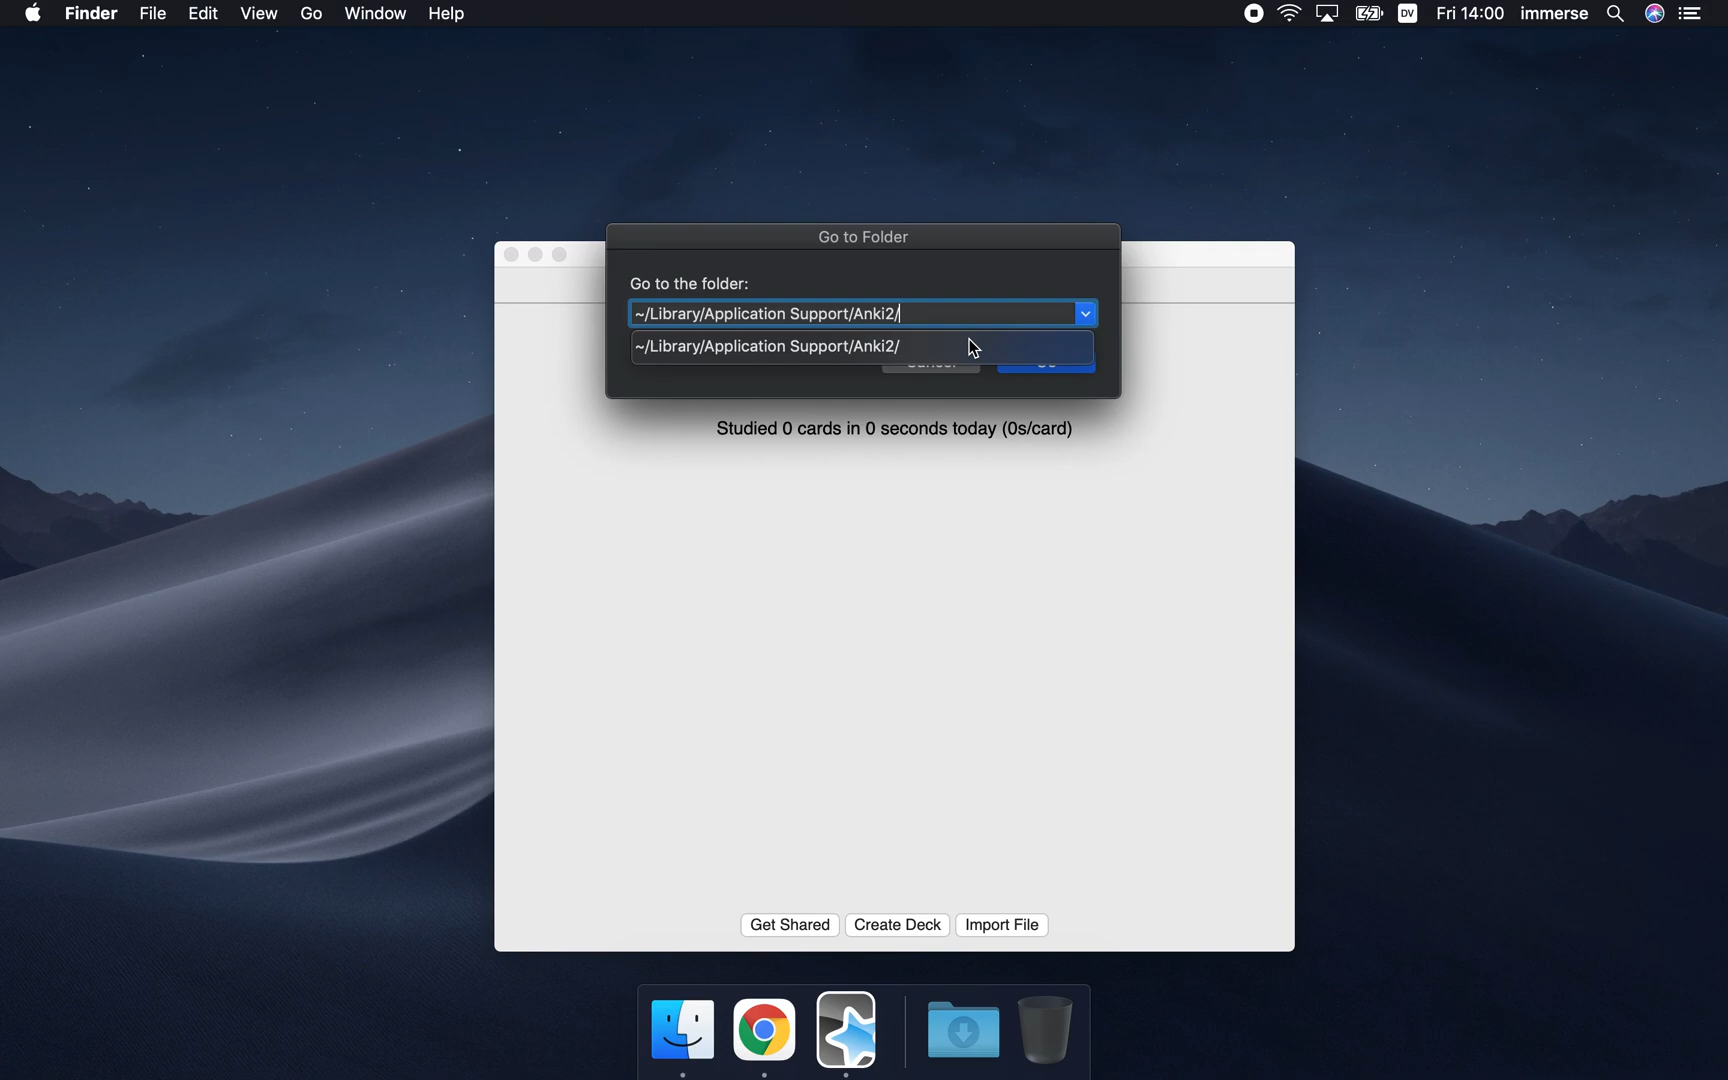 Finder File Edit View Go Window Help DV Fri 14:00 immerse
Go to Folder
Go to the folder:
~/Library/Application Support/Anki2/
~/Library/Application Support/Anki2/
Studied 0 cards in 0 seconds today (0s/card)
Get Shared Create Deck Import File